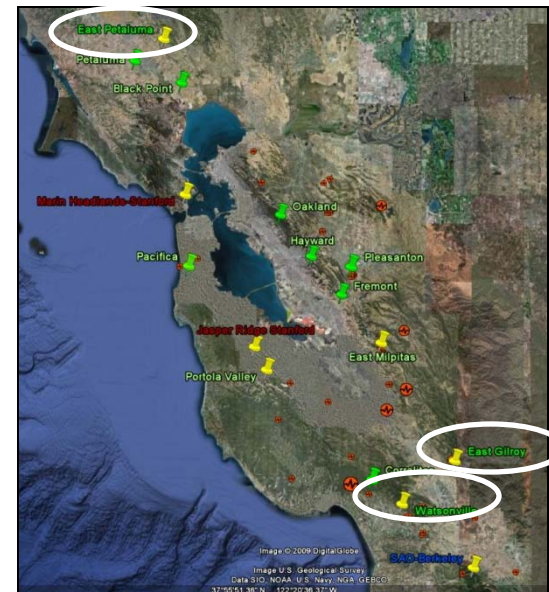 East Petaluma
Petaluma
Black Point
Marin Headlands-Stanford
Oakland
Hayward
Pacifica
Pleasanton
Fremont
Jasper Ridge Stanford
East Milpitas
Portola Valley
East Gilroy
Watsonville
Image © 2009 DigitalGlobe
SAO-Berkeley
Image U.S. Geological Survey
Data SIO, NOAA, U.S. Navy, NGA, GEBCO